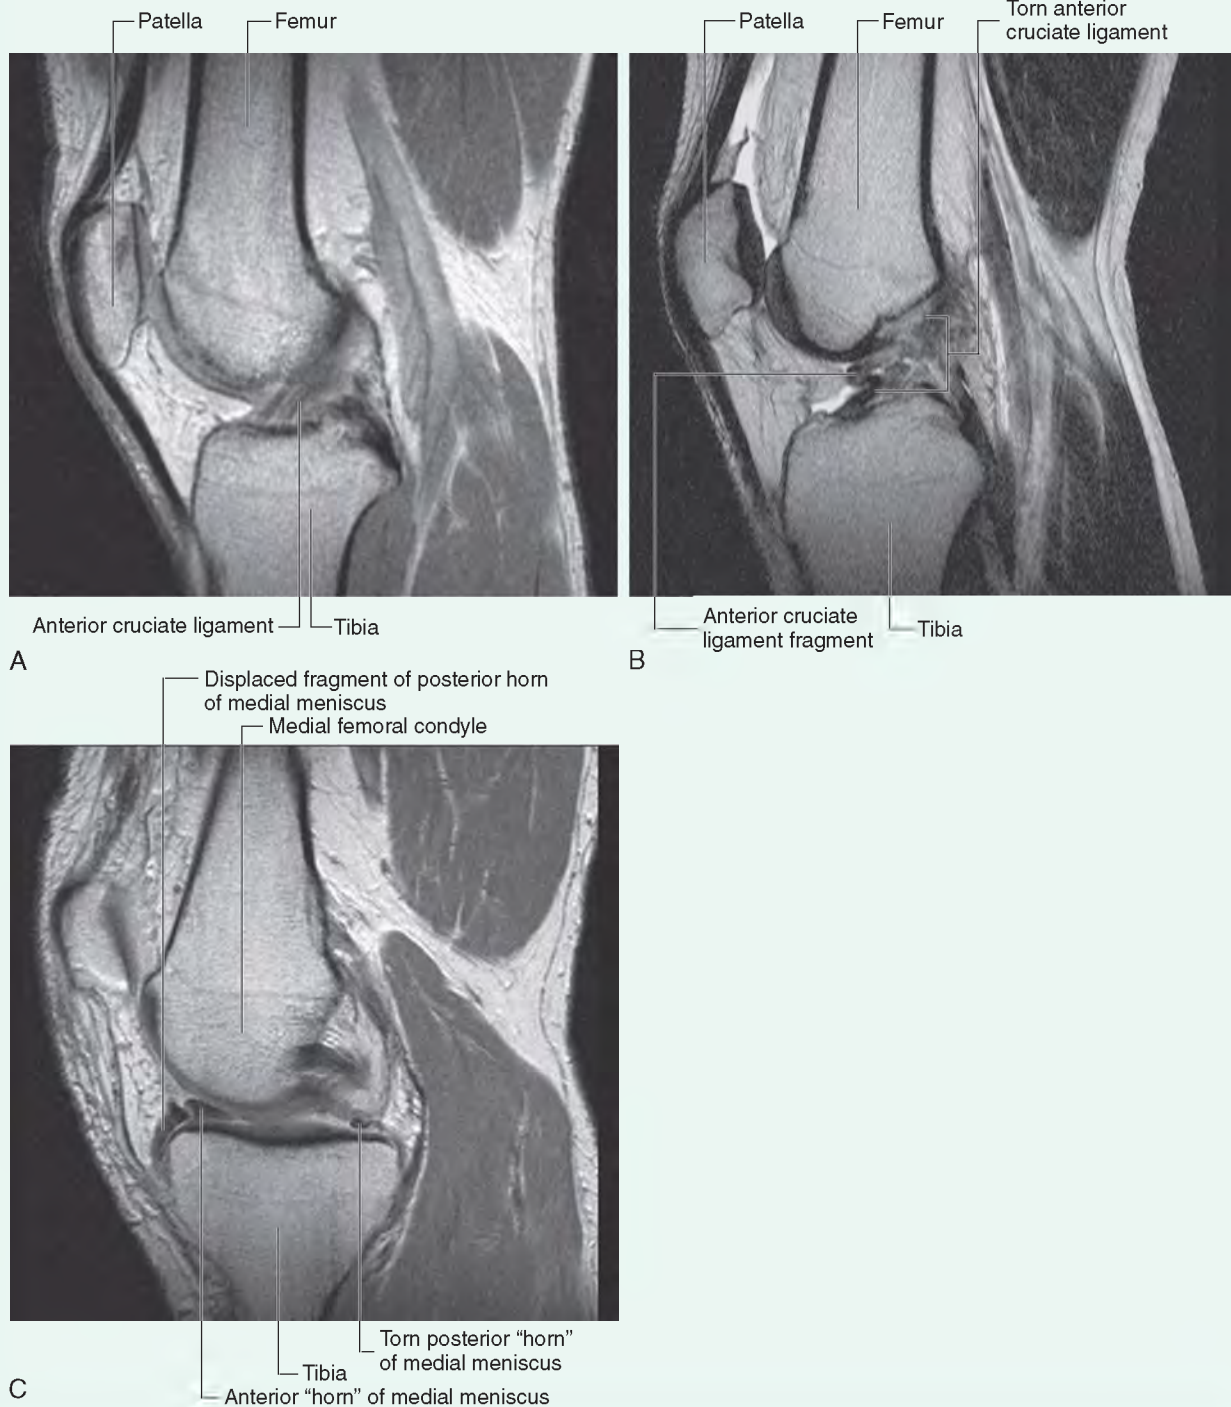 Patella
Femur
Anterior cruciate ligament
Tibia
A
Patella
Femur
Torn anterior
cruciate ligament
Anterior cruciate
ligament fragment
Tibia
B
Displaced fragment of posterior horn
of medial meniscus
Medial femoral condyle
Torn posterior “horn”
of medial meniscus
Tibia
Anterior “horn” of medial meniscus
C